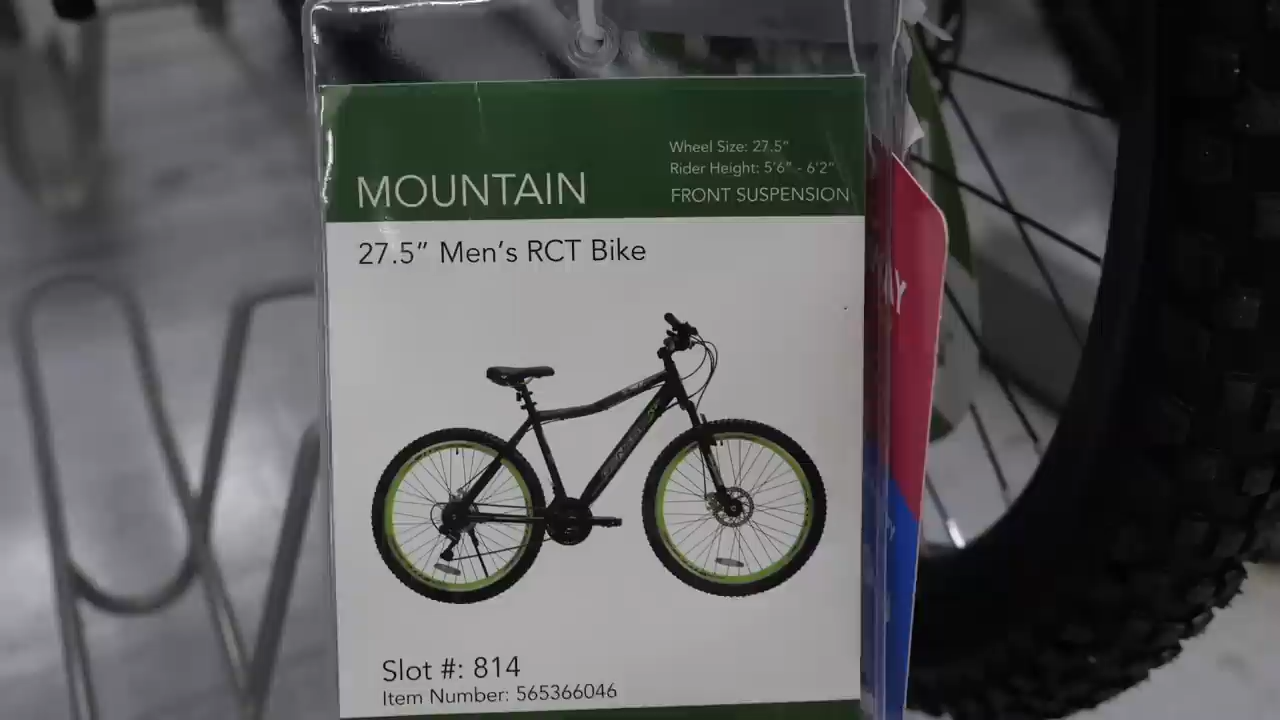 Wheel Size: 27.5”
Rider Height: 5'6” - 6'2”
MOUNTAIN
FRONT SUSPENSION
27.5” Men’s RCT Bike
Slot #: 814
Item Number: 565366046